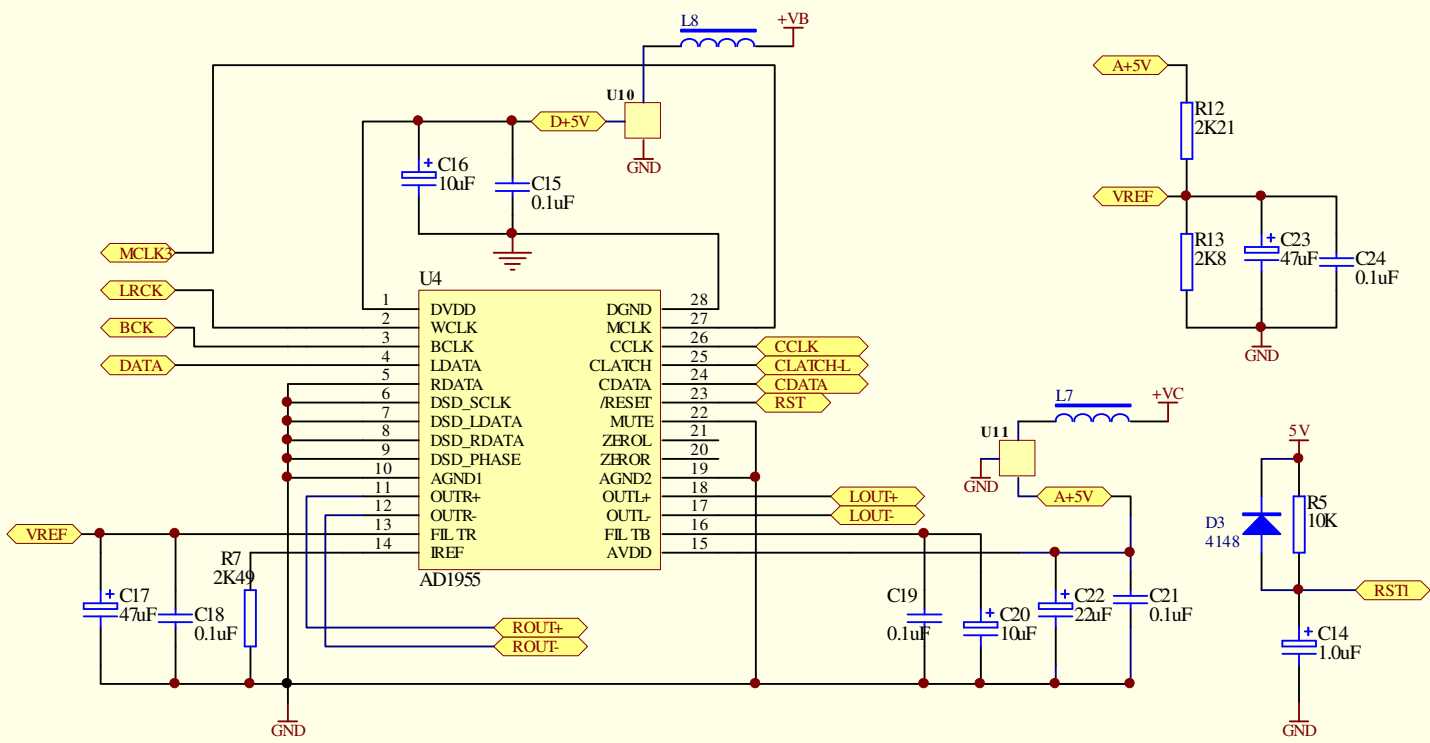 L8
+VB
U10
D+5V
GND
C16
10uF
C15
0.1uF
A+5V
R12
2K21
VREF
R13
2K8
C23
47uF
C24
0.1uF
GND
MCLK3
LRCK
BCK
DATA
U4
1 DVDD DGND 28
2 WCLK MCLK 27
3 BCLK CCLK 26
4 LDATA CLATCH 25
5 RDATA CDATA 24
6 DSD_SCLK /RESET 23
7 DSD_LDATA MUTE 22
8 DSD_RDATA ZEROL 21
9 DSD_PHASE ZEROR 20
10 AGND1 AGND2 19
11 OUTR+ OUTL+ 18
12 OUTR- OUTL- 17
13 FILTR FILTB 16
14 IREF AVDD 15
AD1955
CCLK
CLATCH-L
CDATA
RST
L7
+VC
U11
GND
A+5V
LOUT+
LOUT-
VREF
R7
2K49
C17
47uF
C18
0.1uF
ROUT+
ROUT-
C19
0.1uF
C20
10uF
C22
22uF
C21
0.1uF
GND
5V
D3
4148
R5
10K
RST1
C14
1.0uF
GND